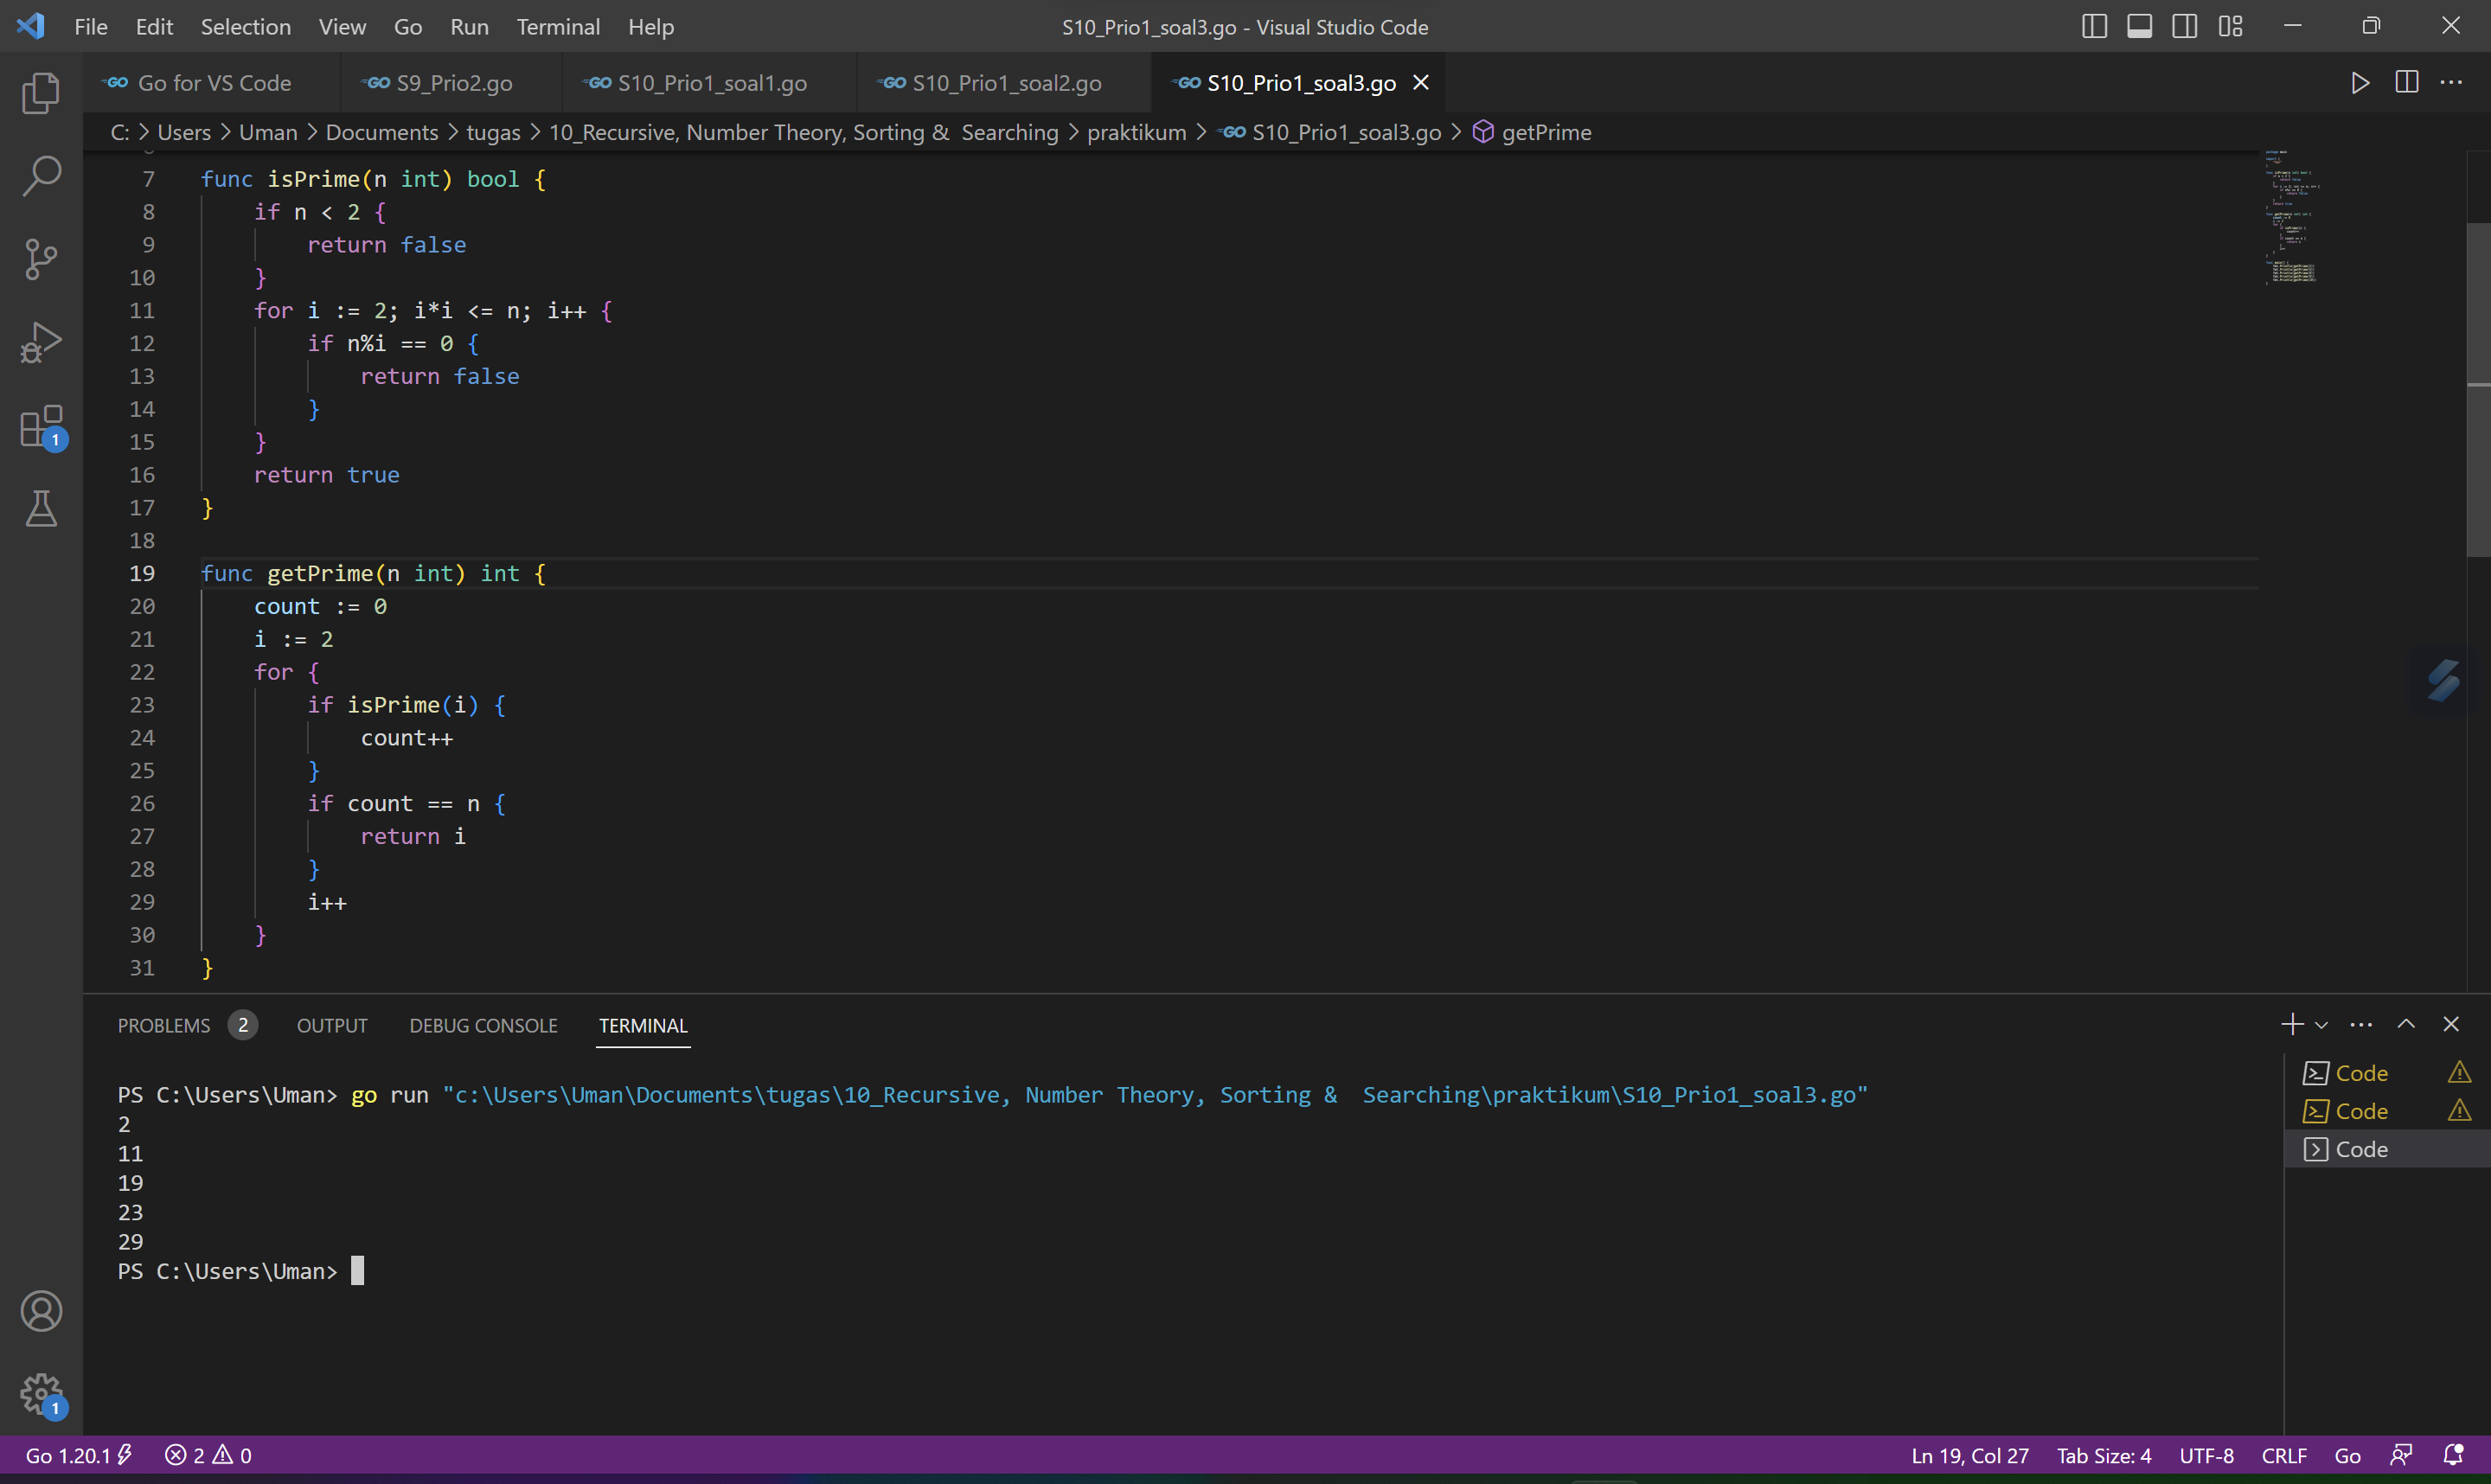 File Edit Selection View Go Run Terminal Help
S10_Prio1_soal3.go - Visual Studio Code
Go for VS Code
S9_Prio2.go
S10_Prio1_soal1.go
S10_Prio1_soal2.go
S10_Prio1_soal3.go
C: > Users > Uman > Documents > tugas > 10_Recursive, Number Theory, Sorting &  Searching > praktikum > S10_Prio1_soal3.go > getPrime
7 func isPrime(n int) bool {
8     if n < 2 {
9         return false
10     }
11     for i := 2; i*i <= n; i++ {
12         if n%i == 0 {
13             return false
14         }
15     }
16     return true
17 }
18
19 func getPrime(n int) int {
20     count := 0
21     i := 2
22     for {
23         if isPrime(i) {
24             count++
25         }
26         if count == n {
27             return i
28         }
29         i++
30     }
31 }
PROBLEMS 2 OUTPUT DEBUG CONSOLE TERMINAL
PS C:\Users\Uman> go run "c:\Users\Uman\Documents\tugas\10_Recursive, Number Theory, Sorting &  Searching\praktikum\S10_Prio1_soal3.go"
2
11
19
23
29
PS C:\Users\Uman>
Code
Code
Code
1
1
Go 1.20.1 2 0 Ln 19, Col 27 Tab Size: 4 UTF-8 CRLF Go